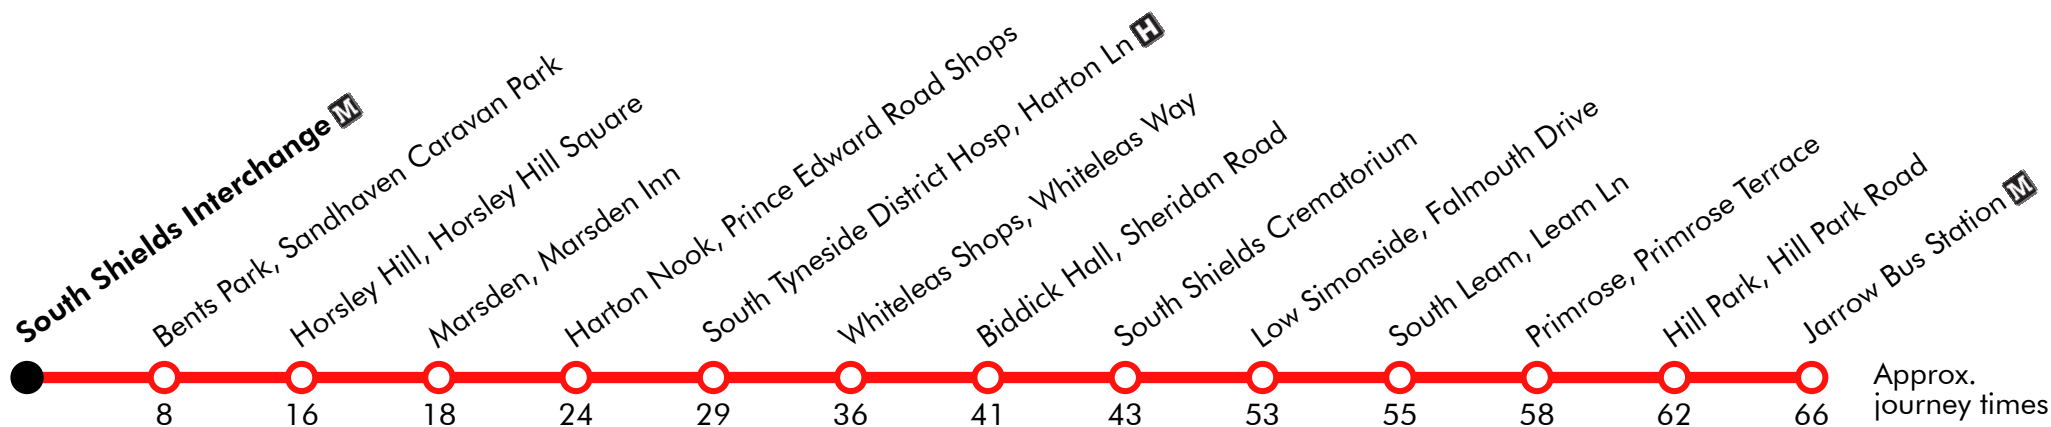 South Shields Interchange M
Bents Park, Sandhaven Caravan Park
Horsley Hill, Horsley Hill Square
Marsden, Marsden Inn
Harton Nook, Prince Edward Road Shops
South Tyneside District Hosp, Harton Ln H
Whiteleas Shops, Whiteleas Way
Biddick Hall, Sheridan Road
South Shields Crematorium
Low Simonside, Falmouth Drive
South Leam, Leam Ln
Primrose, Primrose Terrace
Hill Park, Hill Park Road
Jarrow Bus Station M
8 16 18 24 29 36 41 43 53 55 58 62 66
Approx.
journey times